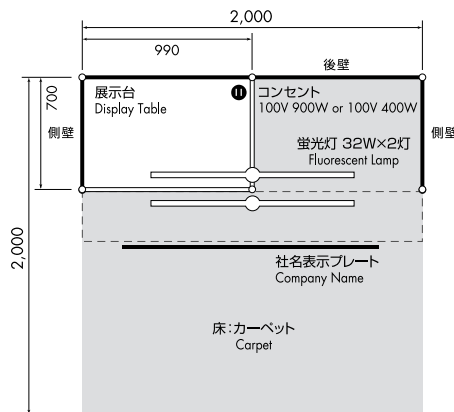 2,000
990
後壁
展示台
Display Table
コンセント
100V 900W or 100V 400W
700
側壁
側壁
蛍光灯 32W×2灯
Fluorescent Lamp
2,000
社名表示プレート
Company Name
床：カーペット
Carpet